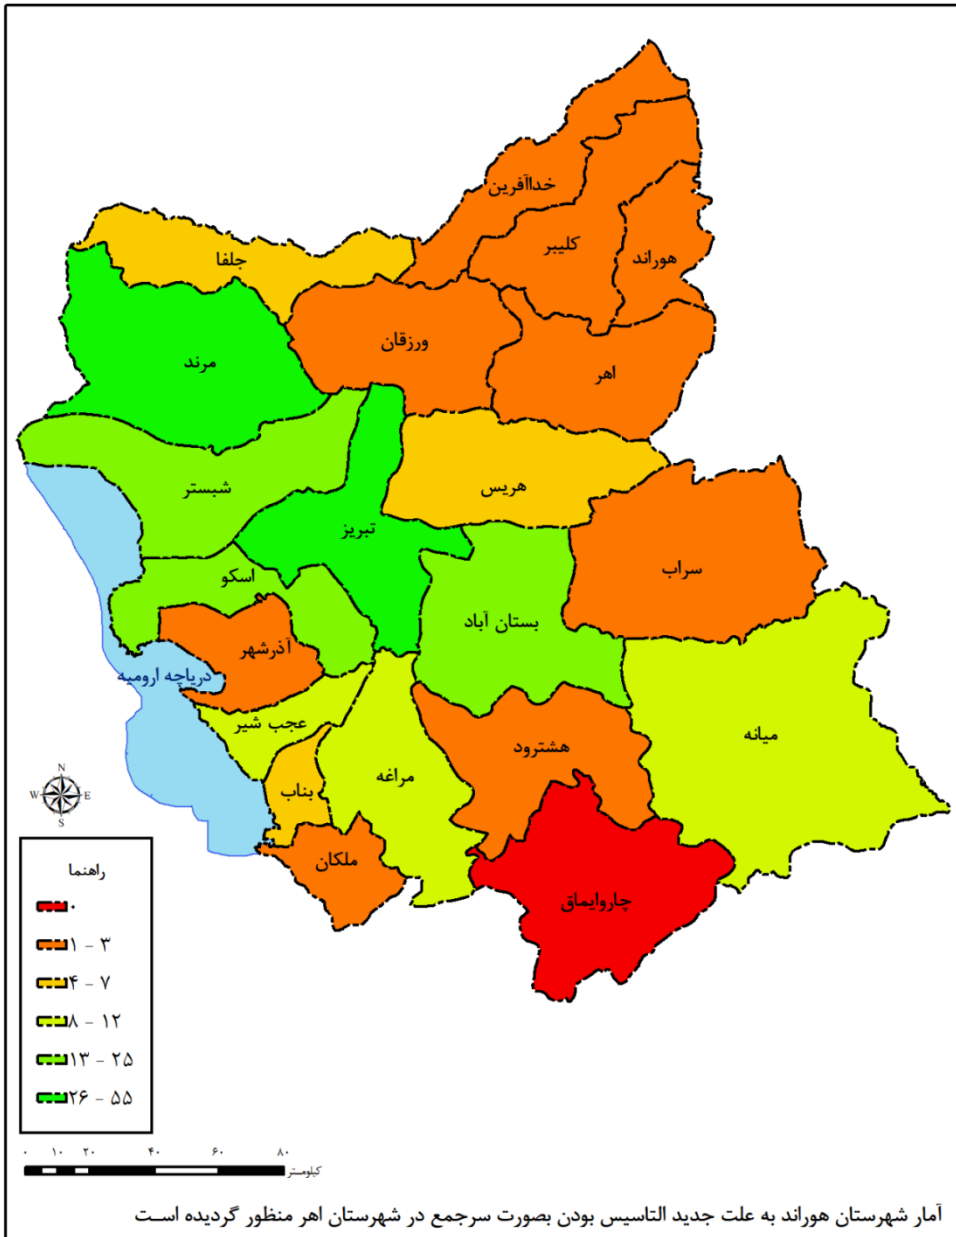 خداآفرین
کلیبر
هوراند
جلفا
ورزقان
مرند
اهر
شبستر
هریس
تبریز
سراب
اسکو
بستان آباد
آذرشهر
دریاچه ارومیه
عجب شیر
هشترود
میانه
مراغه
بناب
ملکان
چاروایماق
N
W E
S
راهنما
۰
۱ - ۳
۴ - ۷
۸ - ۱۲
۱۳ - ۲۵
۲۶ - ۵۵
۰ ۱۰ ۲۰ ۴۰ ۶۰ ۸۰
کیلومتر
آمار شهرستان هوراند به علت جدید التاسیس بودن بصورت سرجمع در شهرستان اهر منظور گردیده است